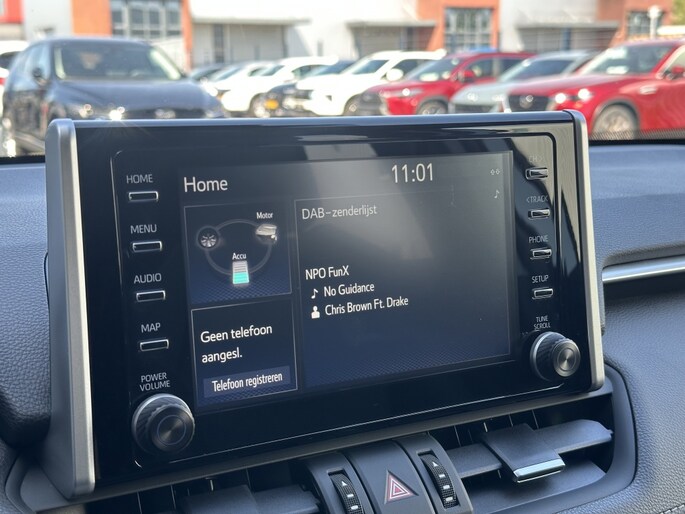 Home
11:01
HOME
MENU
AUDIO
MAP
POWER
VOLUME
Motor
Accu
Geen telefoon
aangesl.
Telefoon registreren
DAB-zenderlijst
NPO FunX
No Guidance
Chris Brown Ft. Drake
<TRACK
PHONE
SETUP
TUNE
SCROLL